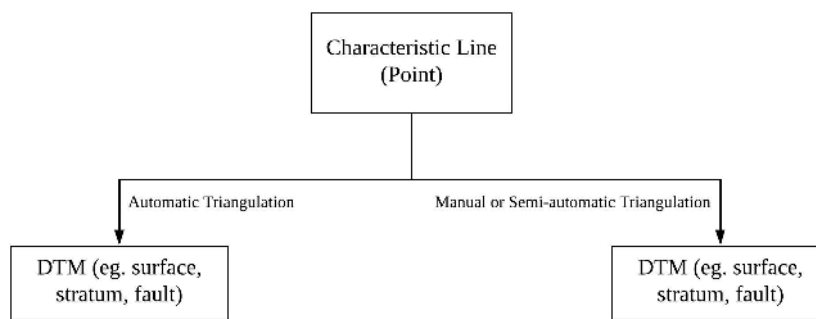 Characteristic Line
(Point)
Automatic Triangulation
Manual or Semi-automatic Triangulation
DTM (eg. surface,
stratum, fault)
DTM (eg. surface,
stratum, fault)